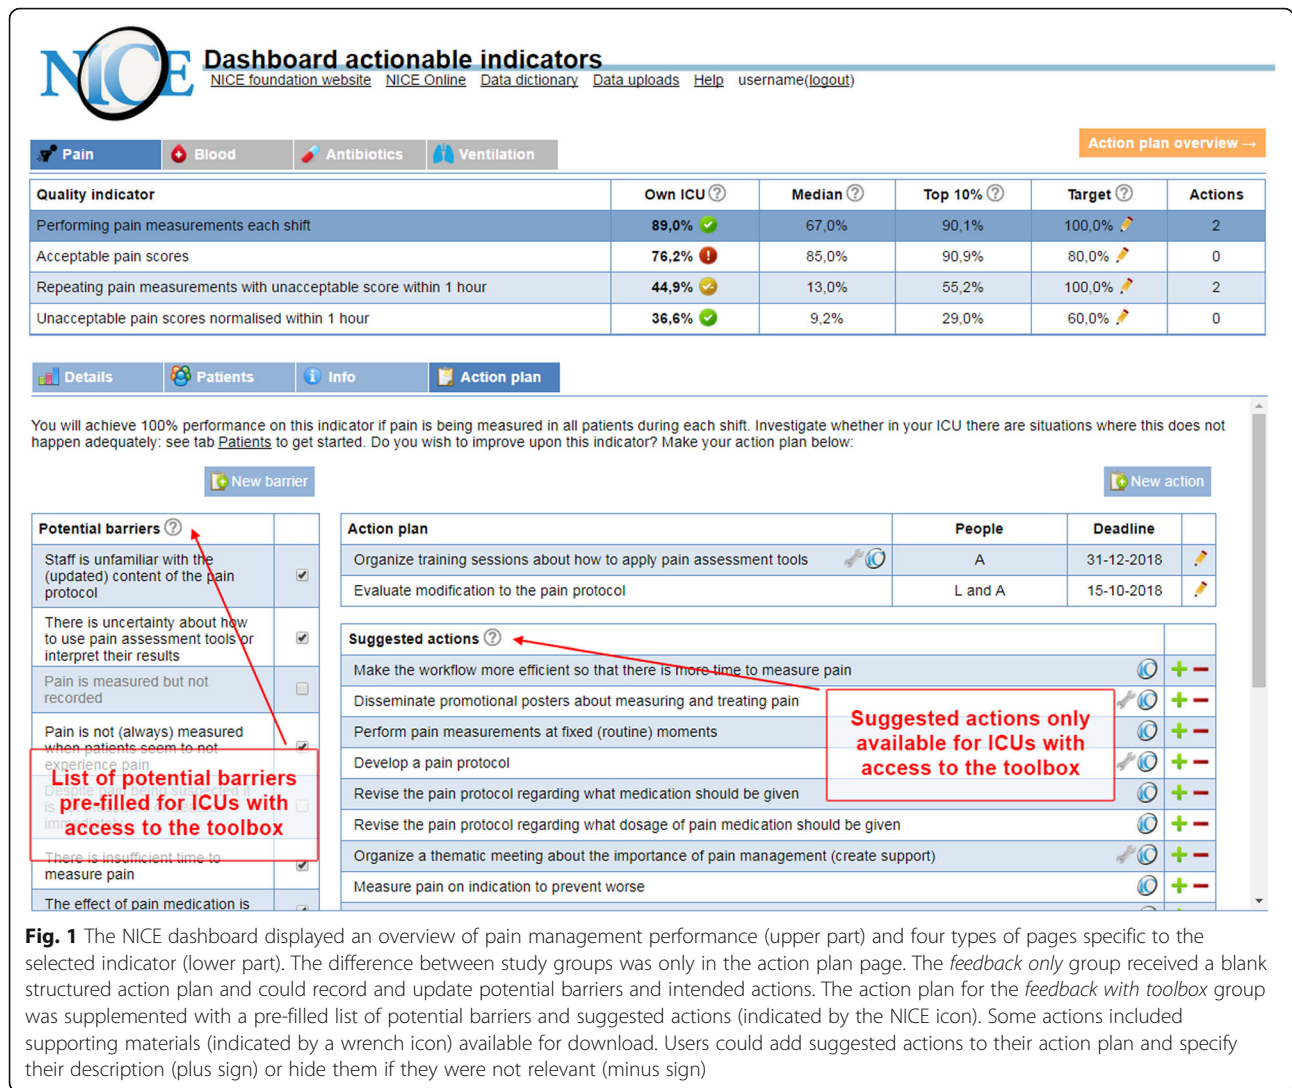 NICE Dashboard actionable indicators
NICE foundation website NICE Online Data dictionary Data uploads Help username(logout)
Pain Blood Antibiotics Ventilation Action plan overview →
Quality indicator Own ICU ? Median ? Top 10% ? Target ? Actions
Performing pain measurements each shift 89,0% 67,0% 90,1% 100,0% 2
Acceptable pain scores 76,2% 85,0% 90,9% 80,0% 0
Repeating pain measurements with unacceptable score within 1 hour 44,9% 13,0% 55,2% 100,0% 2
Unacceptable pain scores normalised within 1 hour 36,6% 9,2% 29,0% 60,0% 0
Details Patients Info Action plan
You will achieve 100% performance on this indicator if pain is being measured in all patients during each shift. Investigate whether in your ICU there are situations where this does not
happen adequately: see tab Patients to get started. Do you wish to improve upon this indicator? Make your action plan below:
New barrier New action
Potential barriers ?
Staff is unfamiliar with the
(updated) content of the pain
protocol
There is uncertainty about how
to use pain assessment tools or
interpret their results
Pain is measured but not
recorded
Pain is not (always) measured
when patients seem to not
experience pain
Despite pain being suspected it
is
immediately
There is insufficient time to
measure pain
The effect of pain medication is
List of potential barriers
pre-filled for ICUs with
access to the toolbox
Action plan People Deadline
Organize training sessions about how to apply pain assessment tools A 31-12-2018
Evaluate modification to the pain protocol L and A 15-10-2018
Suggested actions ?
Make the workflow more efficient so that there is more time to measure pain
Disseminate promotional posters about measuring and treating pain
Perform pain measurements at fixed (routine) moments
Develop a pain protocol
Revise the pain protocol regarding what medication should be given
Revise the pain protocol regarding what dosage of pain medication should be given
Organize a thematic meeting about the importance of pain management (create support)
Measure pain on indication to prevent worse
Suggested actions only
available for ICUs with
access to the toolbox
Fig. 1 The NICE dashboard displayed an overview of pain management performance (upper part) and four types of pages specific to the
selected indicator (lower part). The difference between study groups was only in the action plan page. The feedback only group received a blank
structured action plan and could record and update potential barriers and intended actions. The action plan for the feedback with toolbox group
was supplemented with a pre-filled list of potential barriers and suggested actions (indicated by the NICE icon). Some actions included
supporting materials (indicated by a wrench icon) available for download. Users could add suggested actions to their action plan and specify
their description (plus sign) or hide them if they were not relevant (minus sign)